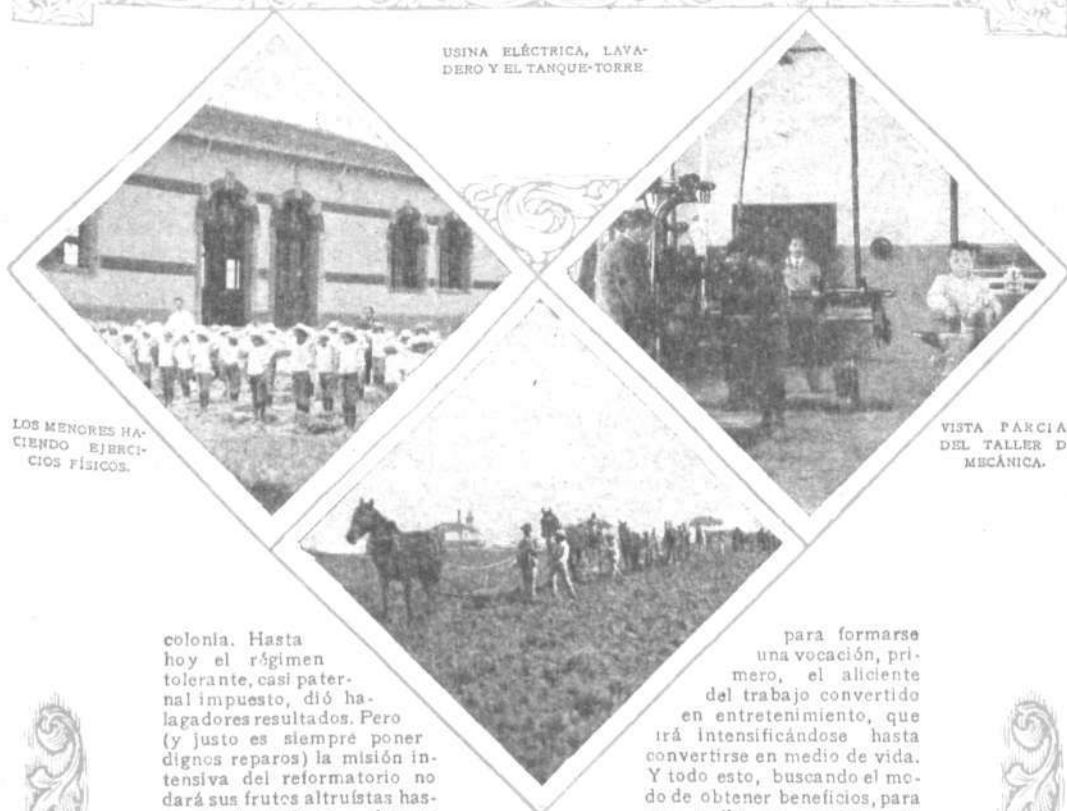 USINA ELÉCTRICA, LAVA-
DERO Y EL TANQUE-TORRE
LOS MENORES HA-
CIENDO EJERCI-
CIOS FÍSICOS.
VISTA PARCIA
DEL TALLER D
MECÁNICA.
colonia. Hasta
hoy el régimen
tolerante, casi pater-
nal impuesto, dió ha-
lagadores resultados. Pero
(y justo es siempre poner
dignos reparos) la misión in-
tensiva del reformatorio no
dará sus frutos altruístas has-
para formarse
una vocación, pri-
mero, el aliciente
del trabajo convertido
en entretenimiento, que
irá intensificándose hasta
convertirse en medio de vida.
Y todo esto, buscando el mo-
do de obtener beneficios, para